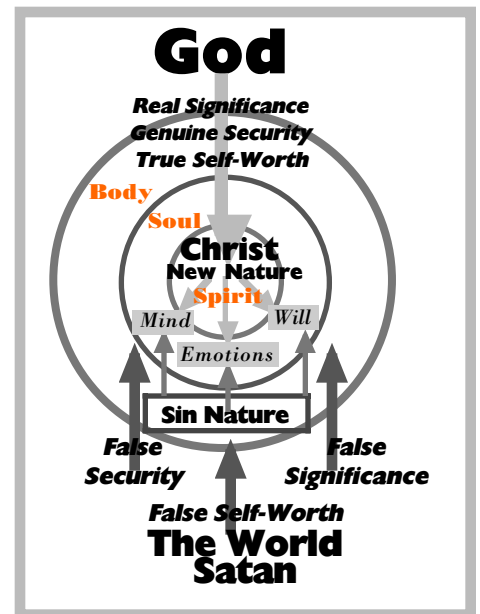 God
Real Significance
Genuine Security
True Self-Worth
Body
Soul
Christ
New Nature
Spirit
Mind
Will
Emotions
Sin Nature
False
Security
False
Significance
False Self-Worth
The World
Satan